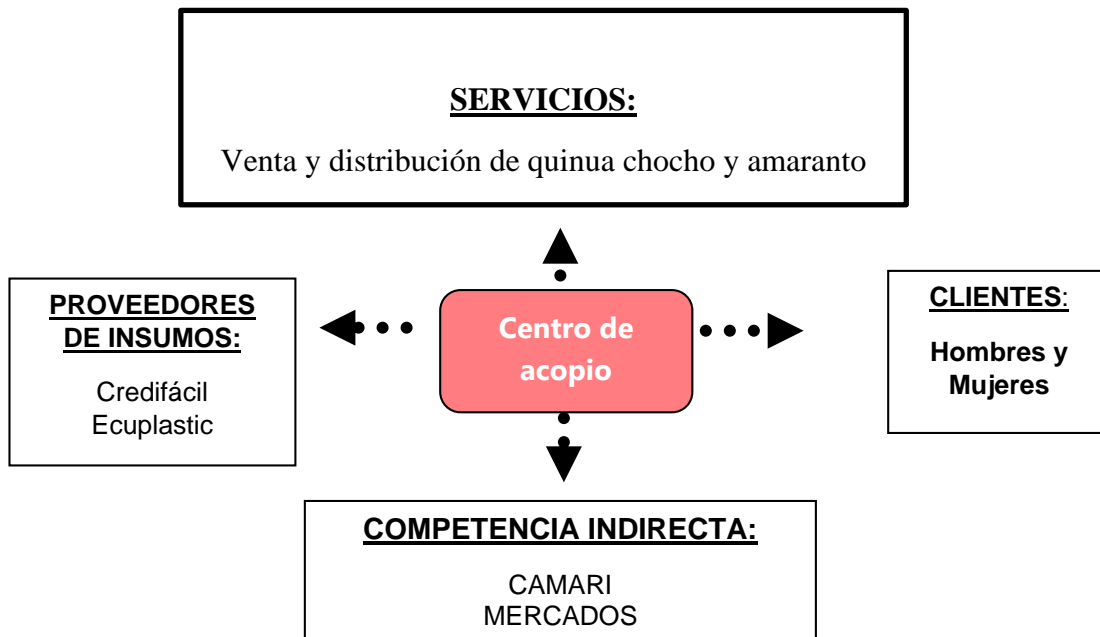 SERVICIOS:
Venta y distribución de quinua chocho y amaranto
PROVEEDORES
DE INSUMOS:
Credifácil
Ecuplastic
Centro de
acopio
CLIENTES:
Hombres y
Mujeres
COMPETENCIA INDIRECTA:
CAMARI
MERCADOS